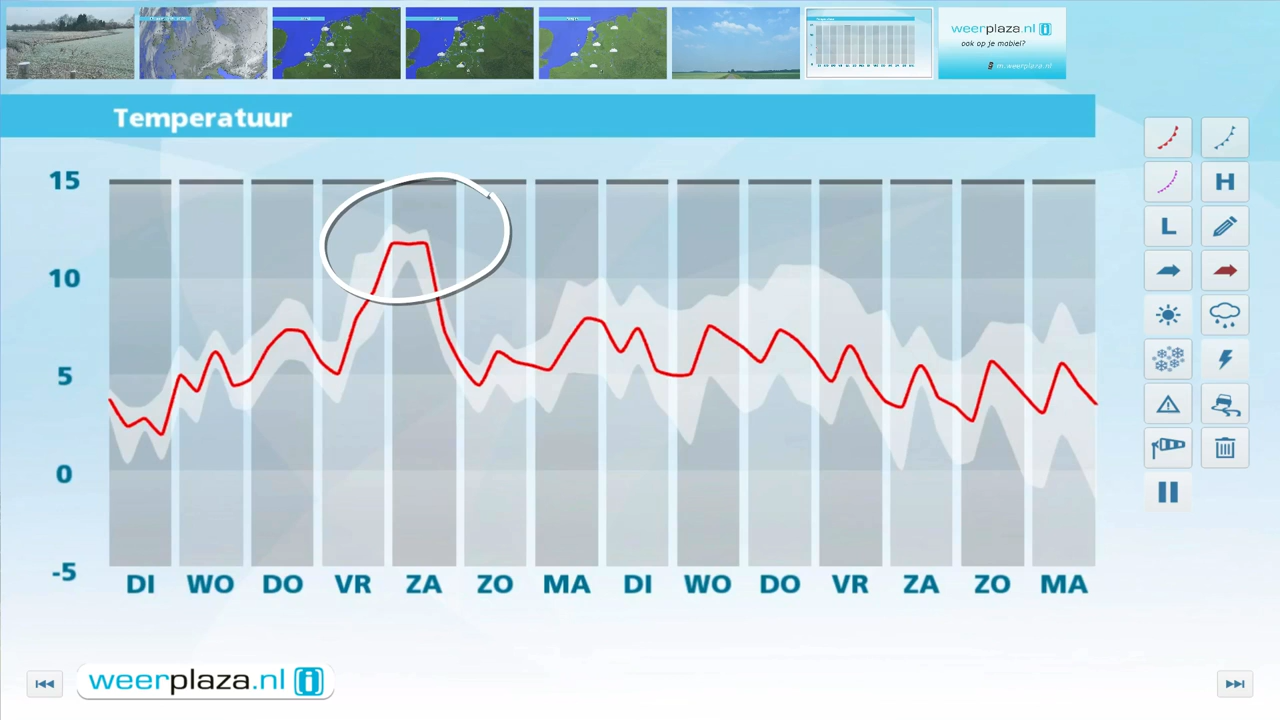 weerplaza.nl
ook op je mobiel?
m.weerplaza.nl
Temperatuur
15
10
5
0
-5
DI WO DO VR ZA ZO MA DI WO DO VR ZA ZO MA
H
L
weerplaza.nl